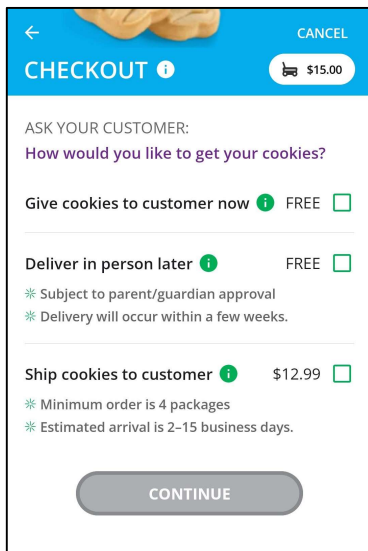 CANCEL
CHECKOUT i $15.00
ASK YOUR CUSTOMER:
How would you like to get your cookies?
Give cookies to customer now i FREE
Deliver in person later i FREE
Subject to parent/guardian approval
Delivery will occur within a few weeks.
Ship cookies to customer i $12.99
Minimum order is 4 packages
Estimated arrival is 2–15 business days.
CONTINUE